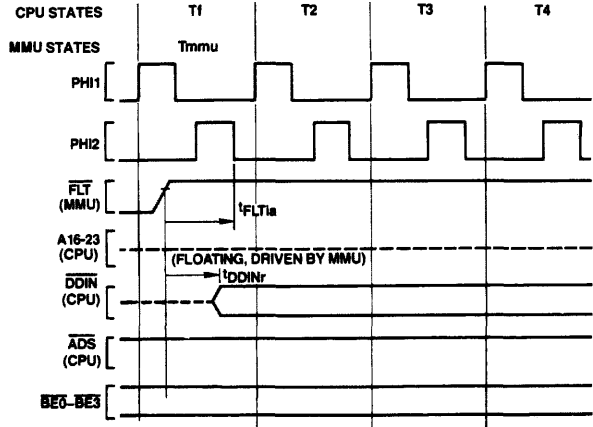 CPU STATES Tf T2 T3 T4
MMU STATES Tmmu
PHI1
PHI2
FLT
(MMU)
tFLTia
A16-23
(CPU)
(FLOATING, DRIVEN BY MMU)
tDDINr
DDIN
(CPU)
ADS
(CPU)
BE0-BE3